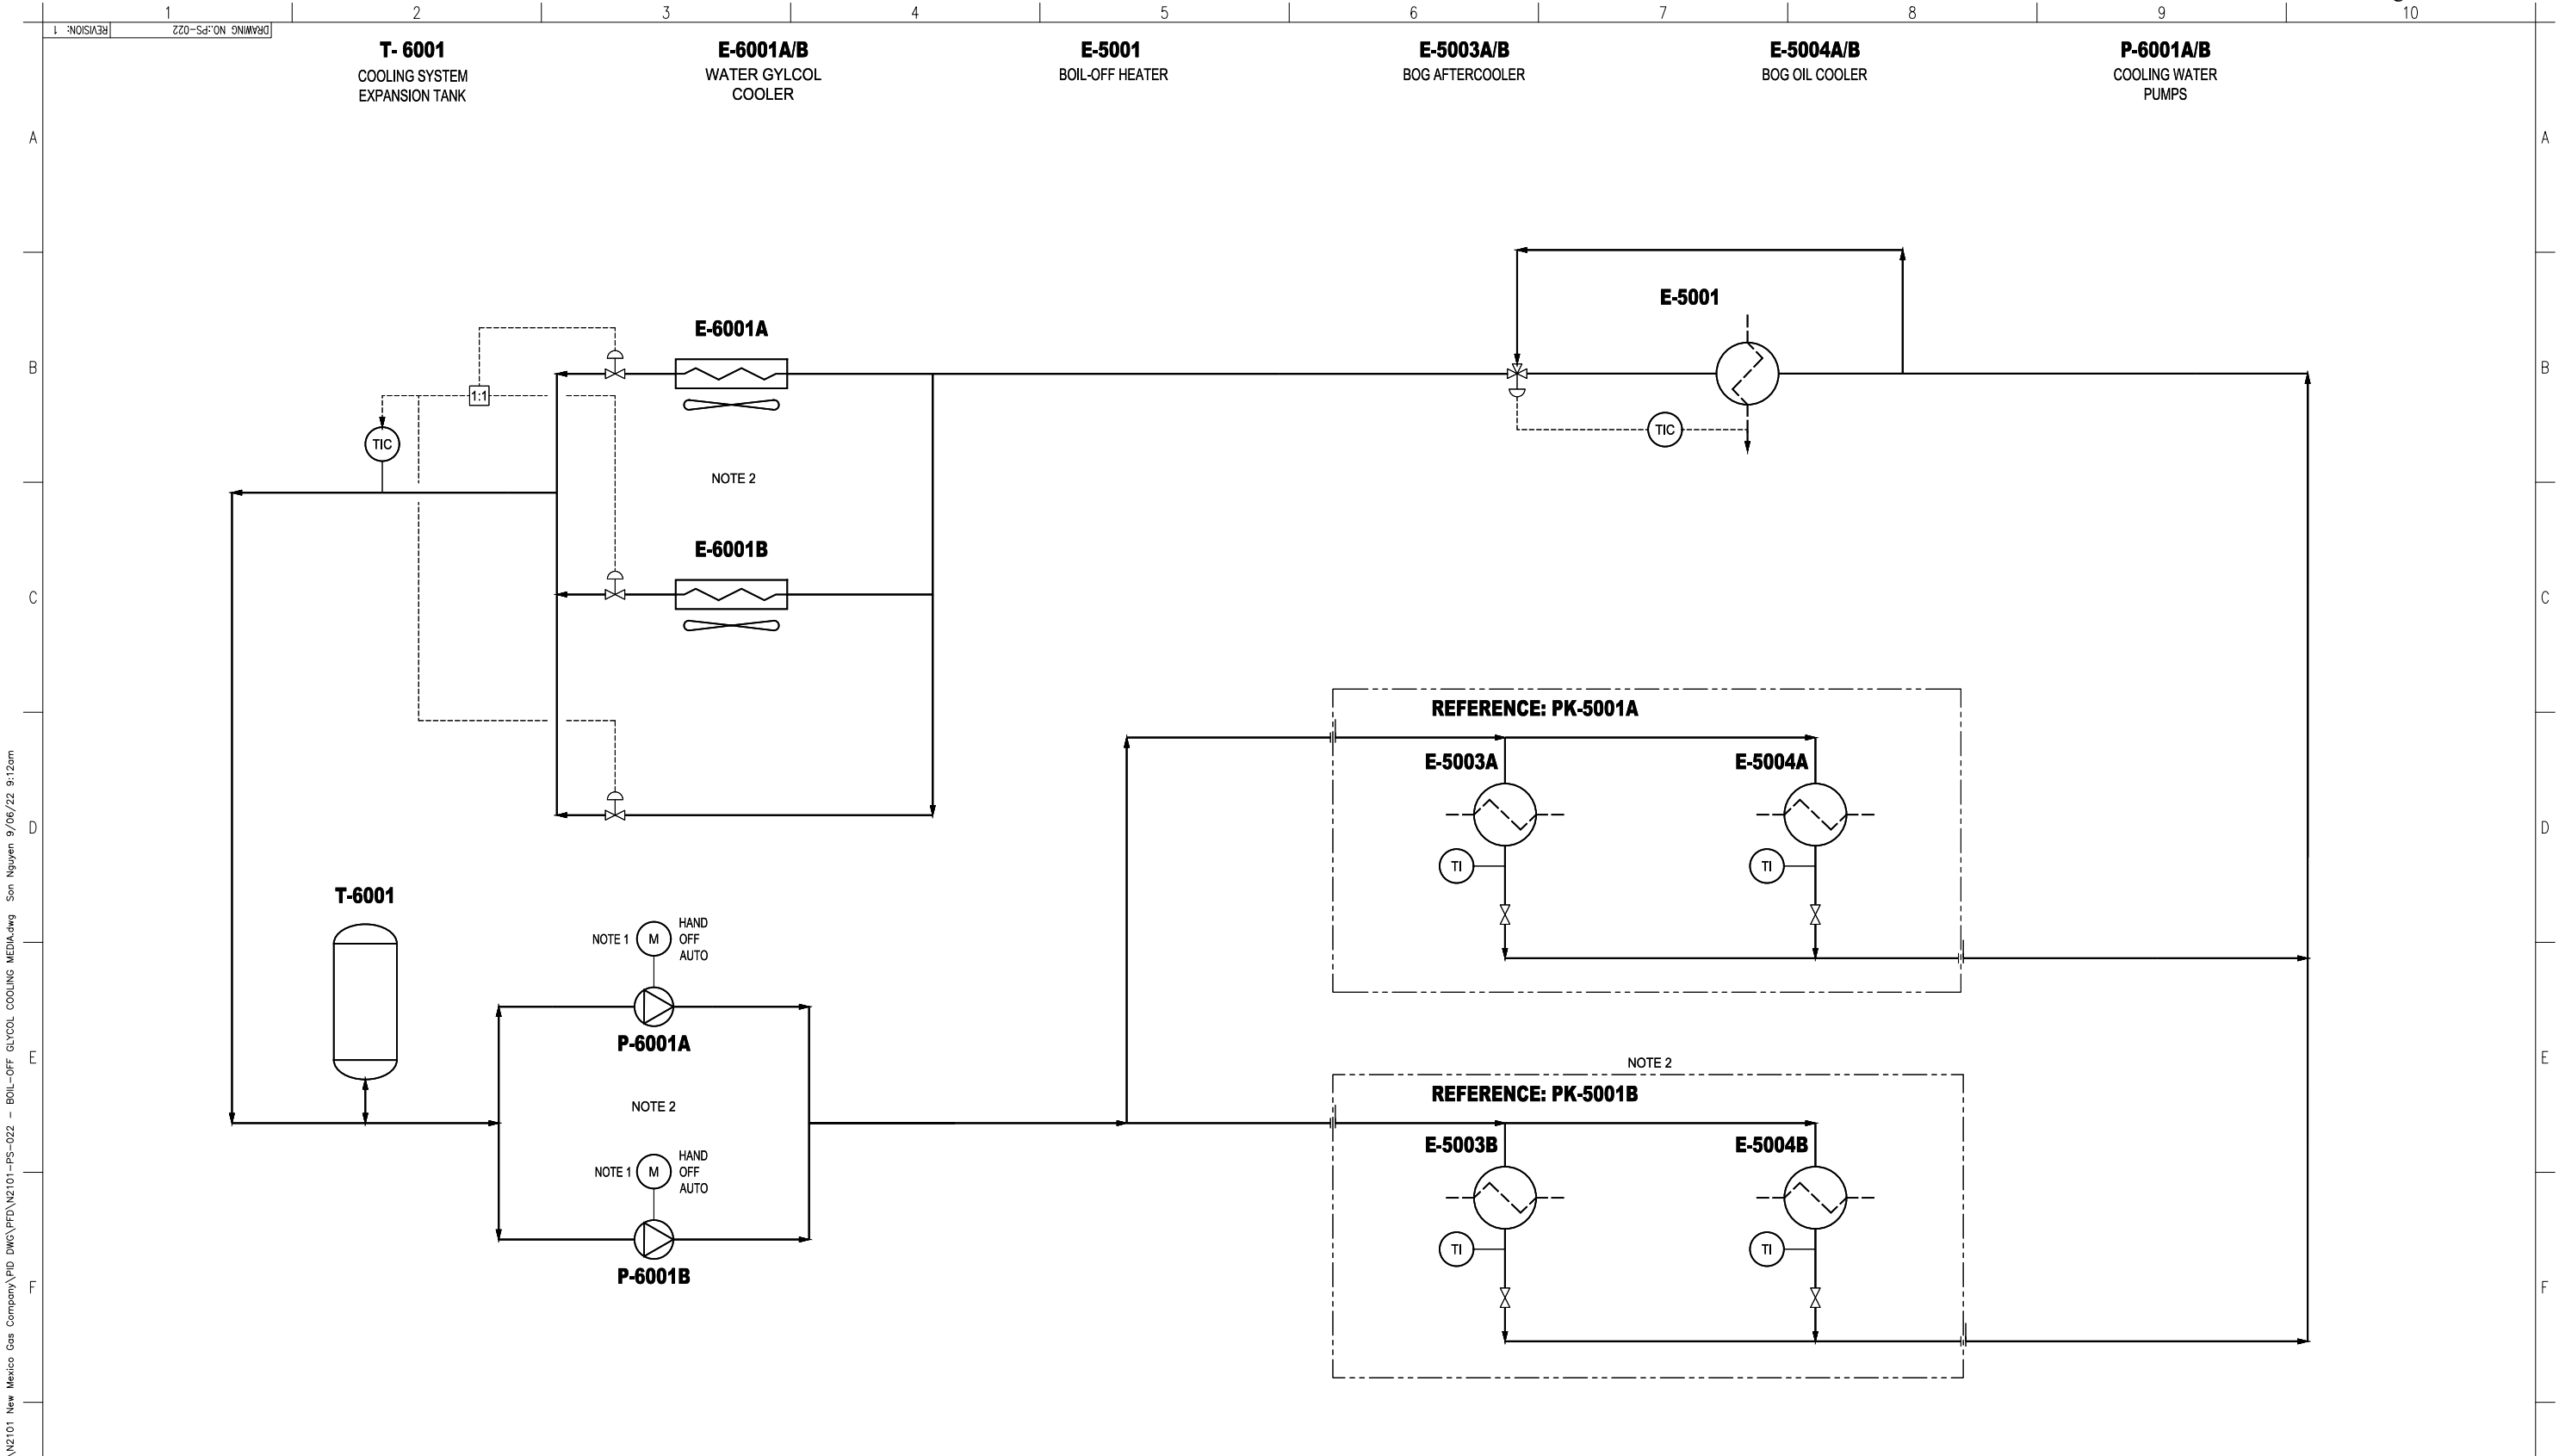 1 2 3 4 5 6 7 8 9 10
DRAWING NO.:PS-022 REVISION: 1
T- 6001
COOLING SYSTEM
EXPANSION TANK
E-6001A/B
WATER GYLCOL
COOLER
E-5001
BOIL-OFF HEATER
E-5003A/B
BOG AFTERCOOLER
E-5004A/B
BOG OIL COOLER
P-6001A/B
COOLING WATER
PUMPS
A A
E-5001
E-6001A
B B
1:1
TIC
TIC
NOTE 2
E-6001B
C C
REFERENCE: PK-5001A
E-5003A
E-5004A
D D
TI
TI
T-6001
HAND
NOTE 1 M OFF
AUTO
P-6001A
E E
NOTE 2
REFERENCE: PK-5001B
NOTE 2
E-5003B
E-5004B
HAND
NOTE 1 M OFF
AUTO
TI
TI
P-6001B
F F
\N2101 New Mexico Gas Company\PID DWG\PFD\N2101-PS-022 - BOIL-OFF GLYCOL COOLING MEDIA.dwg Son Nguyen 9/06/22 9:12am